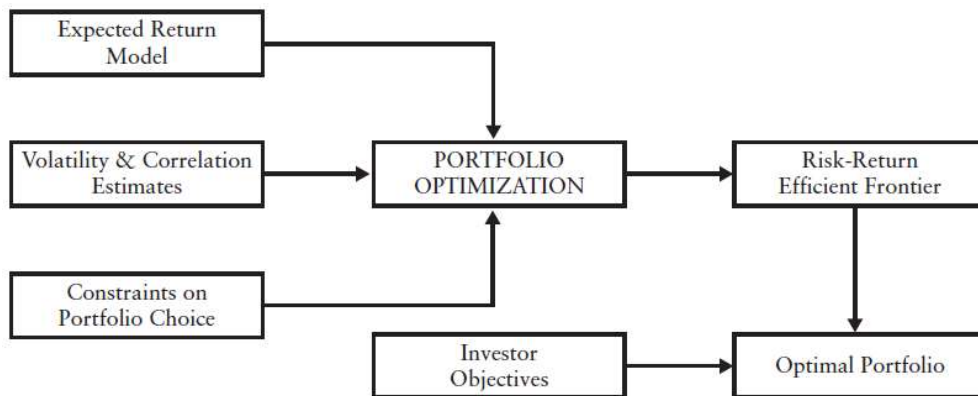 Expected Return
Model
Volatility & Correlation
Estimates
PORTFOLIO
OPTIMIZATION
Risk-Return
Efficient Frontier
Constraints on
Portfolio Choice
Investor
Objectives
Optimal Portfolio